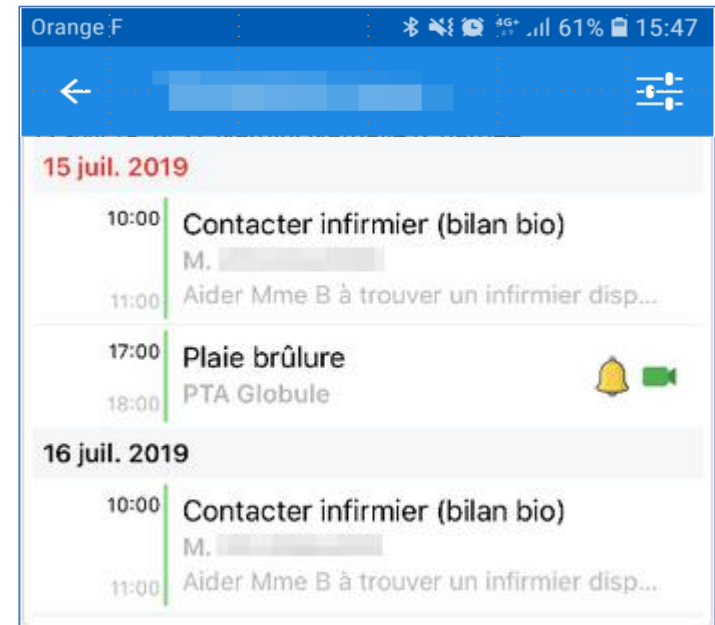 Orange F 4G+ 61% 15:47
15 juil. 2019
10:00 Contacter infirmier (bilan bio)
M.
11:00 Aider Mme B à trouver un infirmier disp...
17:00 Plaie brûlure
18:00 PTA Globule
16 juil. 2019
10:00 Contacter infirmier (bilan bio)
M.
11:00 Aider Mme B à trouver un infirmier disp...